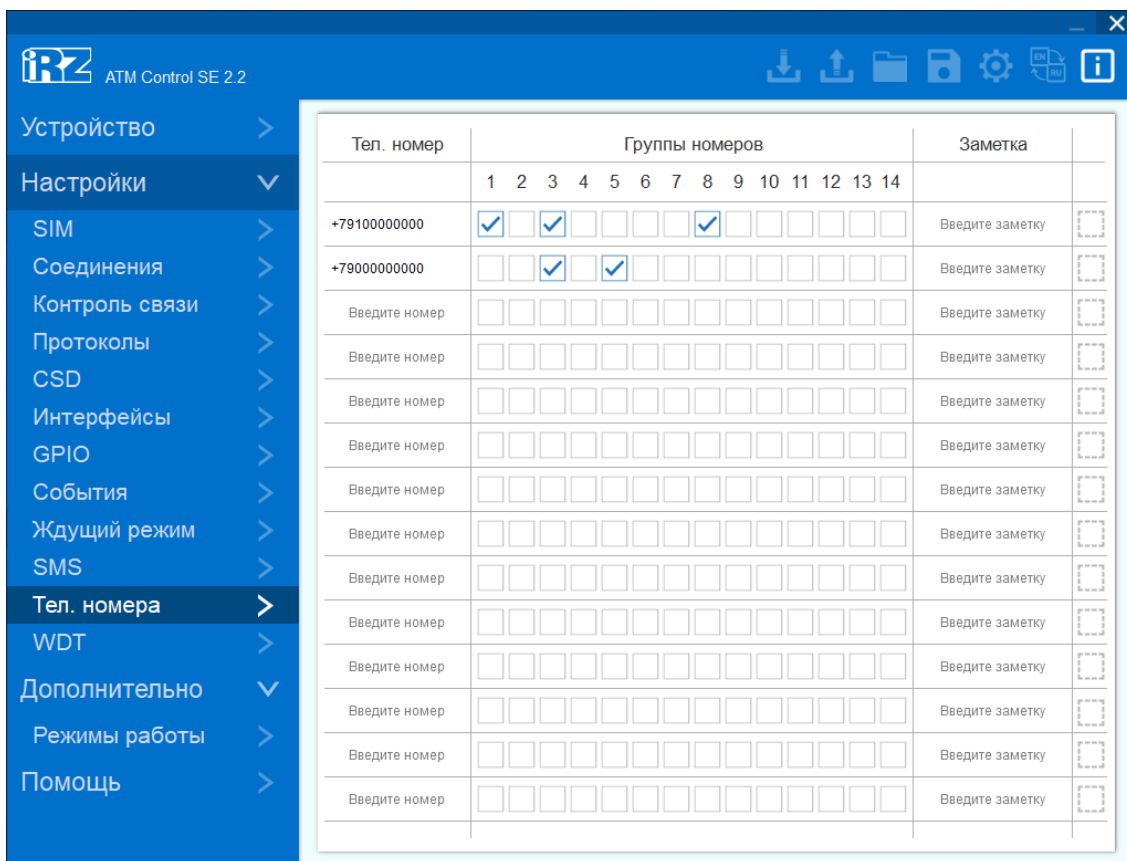 iRZ ATM Control SE 2.2
EN
RU
i
Устройство
Настройки
SIM
Соединения
Контроль связи
Протоколы
CSD
Интерфейсы
GPIO
События
Ждущий режим
SMS
Тел. номера
WDT
Дополнительно
Режимы работы
Помощь
Тел. номер Группы номеров Заметка
1 2 3 4 5 6 7 8 9 10 11 12 13 14
+79100000000 Введите заметку
+79000000000 Введите заметку
Введите номер Введите заметку
Введите номер Введите заметку
Введите номер Введите заметку
Введите номер Введите заметку
Введите номер Введите заметку
Введите номер Введите заметку
Введите номер Введите заметку
Введите номер Введите заметку
Введите номер Введите заметку
Введите номер Введите заметку
Введите номер Введите заметку
Введите номер Введите заметку